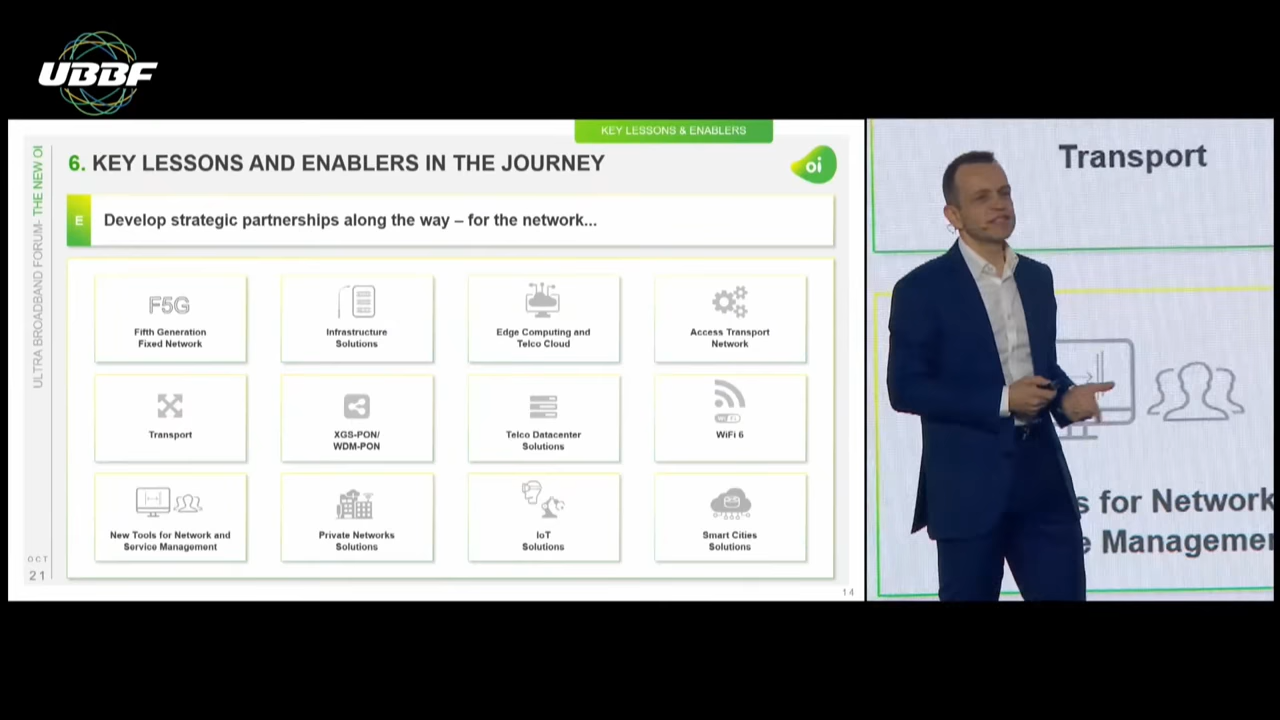 UBBF
KEY LESSONS & ENABLERS
6. KEY LESSONS AND ENABLERS IN THE JOURNEY
oi
ULTRA BROADBAND FORUM- THE NEW OI
E
Develop strategic partnerships along the way – for the network...
F5G
Fifth Generation
Fixed Network
Infrastructure
Solutions
Edge Computing and
Telco Cloud
Access Transport
Network
Transport
XGS-PON/
WDM-PON
Telco Datacenter
Solutions
WiFi
WiFi 6
New Tools for Network and
Service Management
Private Networks
Solutions
IoT
Solutions
Smart Cities
Solutions
OCT
21
14
Transport
s for Network
e Managemen